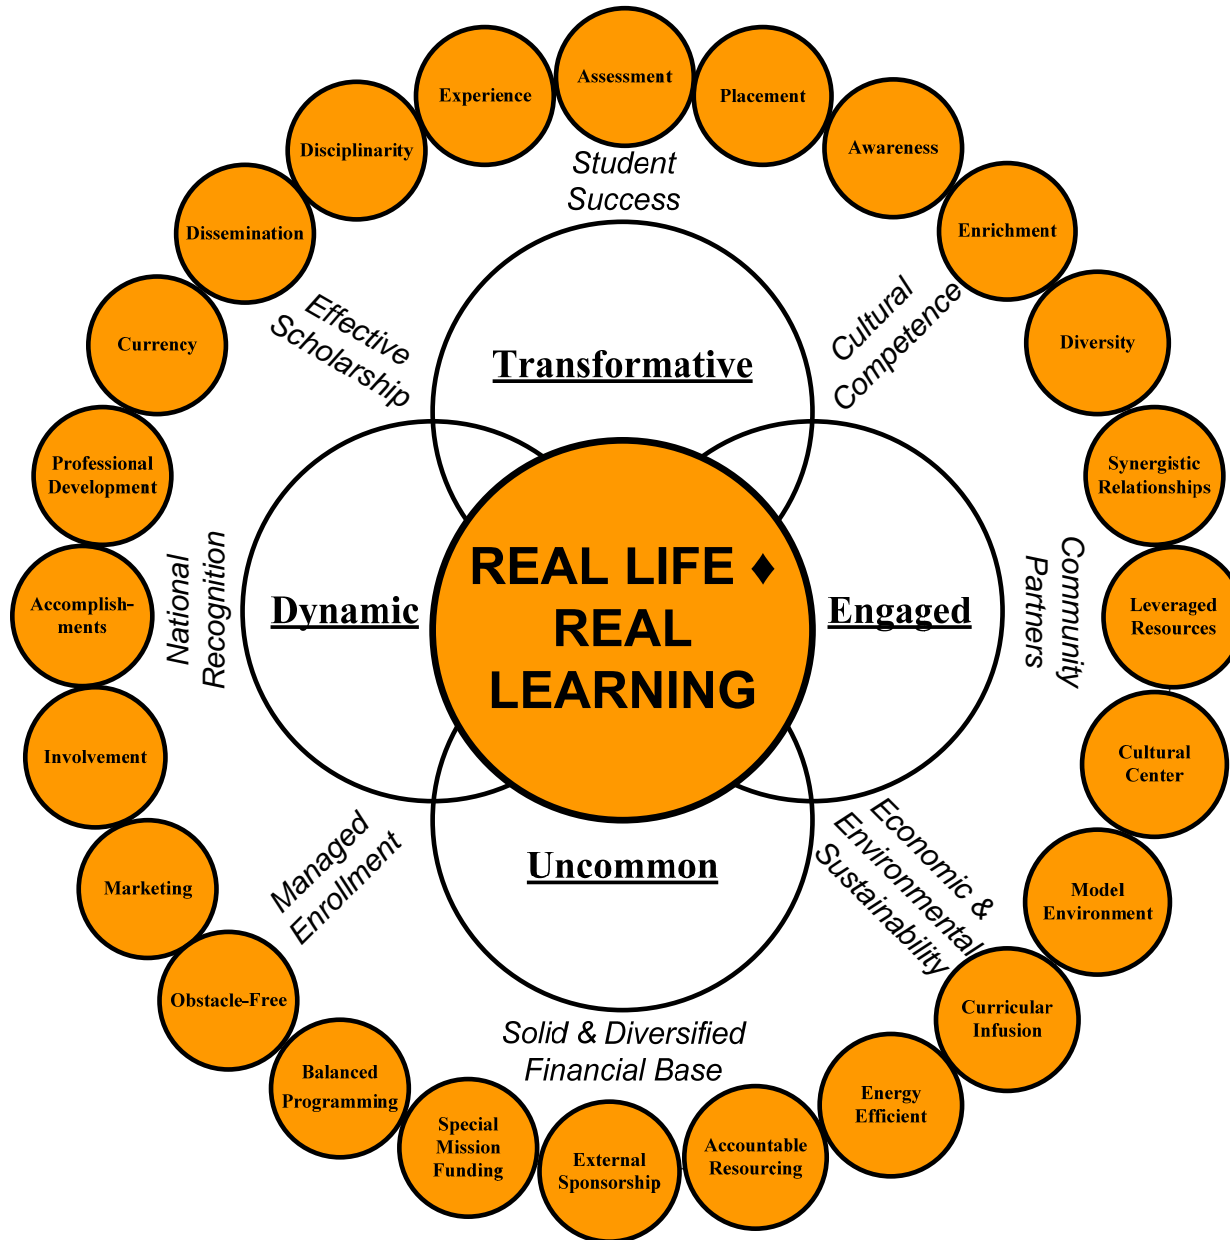 Assessment
Experience
Placement
Disciplinarity
Awareness
Student
Success
Dissemination
Enrichment
Effective
Scholarship
Cultural
Competence
Currency
Diversity
Transformative
Professional
Development
Synergistic
Relationships
National
Recognition
Community
Partners
Accomplish-
ments
Dynamic
REAL LIFE ♦
REAL
LEARNING
Engaged
Leveraged
Resources
Involvement
Cultural
Center
Managed
Enrollment
Uncommon
Economic &
Environmental
Sustainability
Marketing
Model
Environment
Obstacle-Free
Curricular
Infusion
Solid & Diversified
Financial Base
Balanced
Programming
Energy
Efficient
Special
Mission
Funding
External
Sponsorship
Accountable
Resourcing